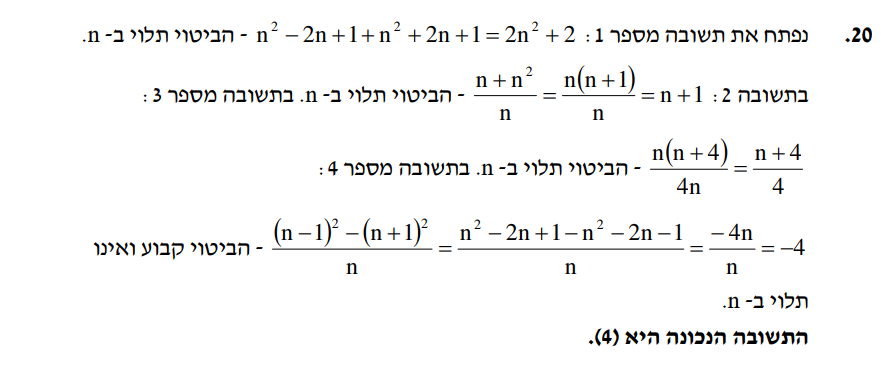 20. נפתח את תשובה מספר 1 : n² − 2n + 1 + n² + 2n + 1 = 2n² + 2 - הביטוי תלוי ב- n.
בתשובה 2 : (n + n²)/n = n(n + 1)/n = n + 1 - הביטוי תלוי ב- n. בתשובה מספר 3 :
n(n + 4)/4n = (n + 4)/4 - הביטוי תלוי ב- n. בתשובה מספר 4 :
((n − 1)² − (n + 1)²)/n = (n² − 2n + 1 − n² − 2n − 1)/n = −4n/n = −4 - הביטוי קבוע ואינו
תלוי ב- n.
התשובה הנכונה היא (4).